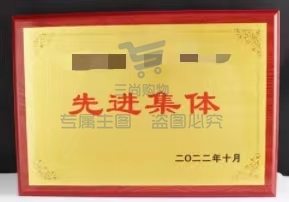 三尚购物
先进集体
专属主图 盗图必究
二〇二二年十月